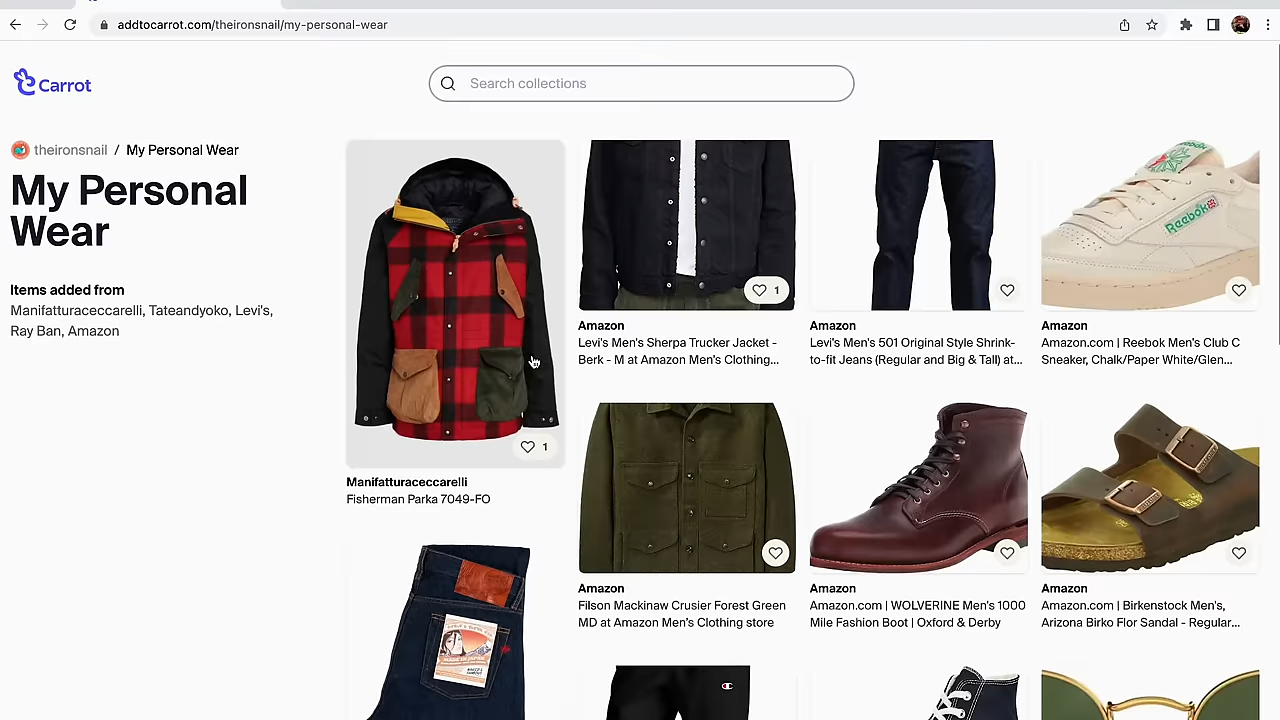 addtocarrot.com/theironsnail/my-personal-wear
Carrot
Search collections
theironsnail / My Personal Wear
My Personal
Wear
Items added from
Manifatturaceccarelli, Tateandyoko, Levi's,
Ray Ban, Amazon
1
Manifatturaceccarelli
Fisherman Parka 7049-FO
1
Amazon
Levi's Men's Sherpa Trucker Jacket -
Berk - M at Amazon Men's Clothing...
Amazon
Levi's Men's 501 Original Style Shrink-
to-fit Jeans (Regular and Big & Tall) at...
Reebok
Reebok
Amazon
Amazon.com | Reebok Men's Club C
Sneaker, Chalk/Paper White/Glen...
Amazon
Filson Mackinaw Crusier Forest Green
MD at Amazon Men's Clothing store
Amazon
Amazon.com | WOLVERINE Men's 1000
Mile Fashion Boot | Oxford & Derby
Amazon
Amazon.com | Birkenstock Men's,
Arizona Birko Flor Sandal - Regular...